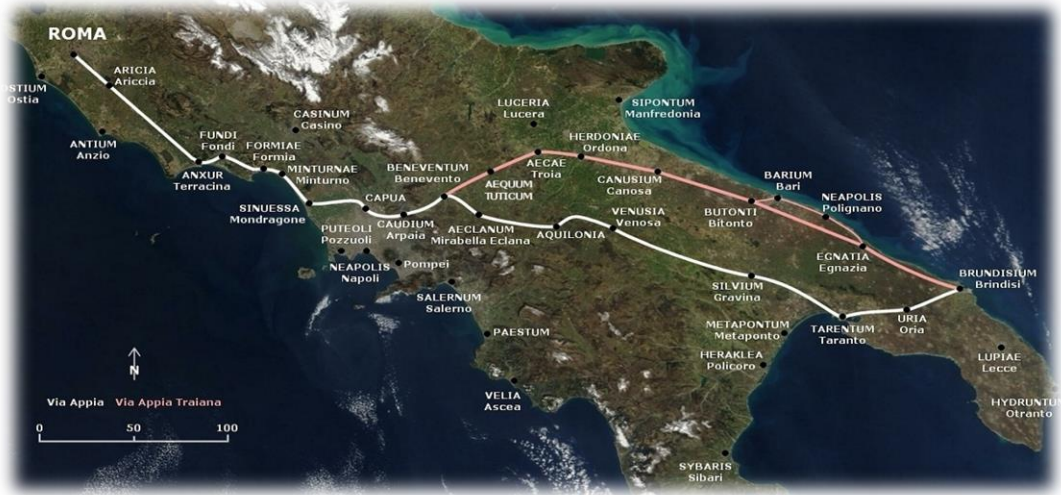 ROMA
ARICIA
Ariccia
OSTIUM
Ostia
ANTIUM
Anzio
FUNDI
Fondi
ANXUR
Terracina
FORMIAE
Formia
CASINUM
Casino
MINTURNAE
Minturno
SINUESSA
Mondragone
CAPUA
PUTEOLI
Pozzuoli
CAUDIUM
Arpaia
NEAPOLIS
Napoli
Pompei
SALERNUM
Salerno
PAESTUM
VELIA
Ascea
BENEVENTUM
Benevento
AEQUUM
TUTICUM
AECLANUM
Mirabella Eclana
AQUILONIA
LUCERIA
Lucera
SIPONTUM
Manfredonia
AECAE
Troia
HERDONIAE
Ordona
CANUSIUM
Canosa
VENUSIA
Venosa
BUTONTI
Bitonto
BARIUM
Bari
NEAPOLIS
Polignano
EGNATIA
Egnazia
BRUNDISIUM
Brindisi
SILVIUM
Gravina
TARENTUM
Taranto
URIA
Oria
METAPONTUM
Metaponto
HERAKLEA
Policoro
LUPIAE
Lecce
HYDRUNTUM
Otranto
SYBARIS
Sibari
N
Via Appia Via Appia Traiana
0 50 100